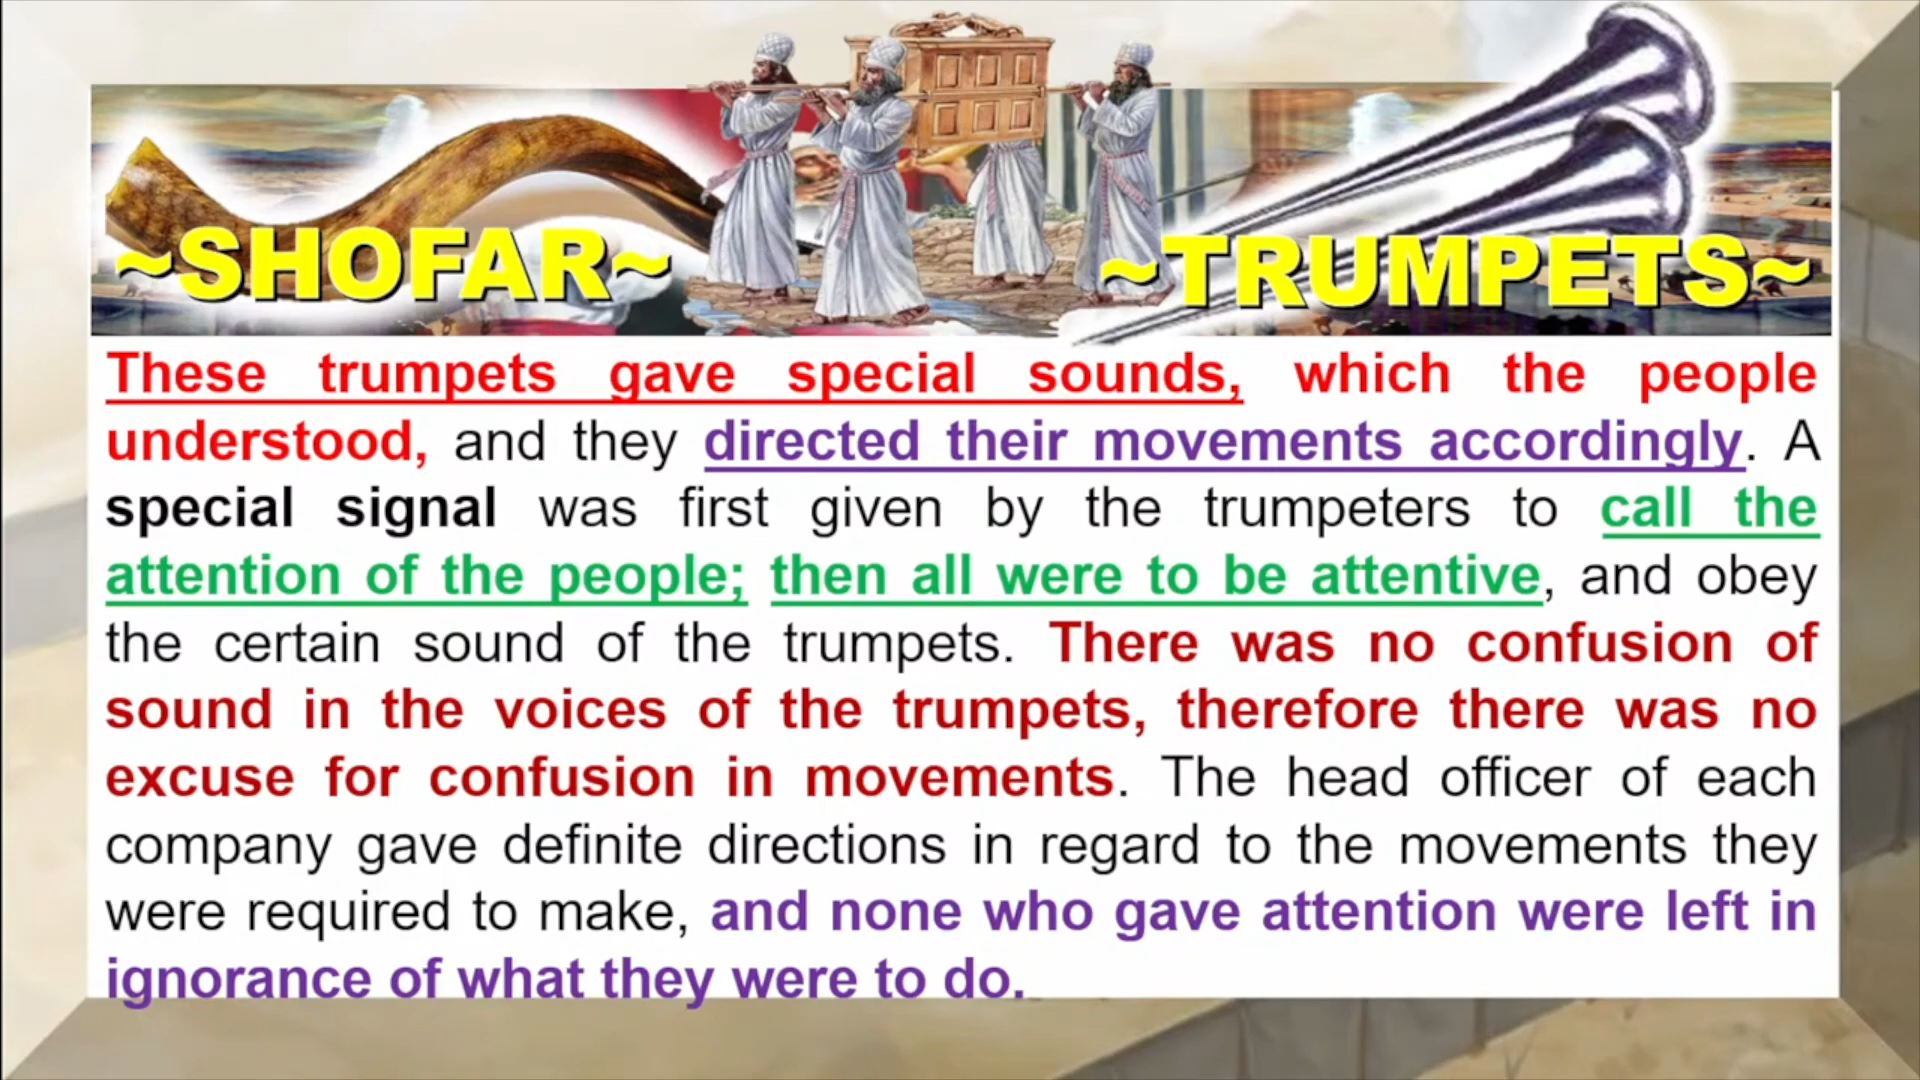 ~SHOFAR~ ~TRUMPETS~
These trumpets gave special sounds, which the people
understood, and they directed their movements accordingly. A
special signal was first given by the trumpeters to call the
attention of the people; then all were to be attentive, and obey
the certain sound of the trumpets. There was no confusion of
sound in the voices of the trumpets, therefore there was no
excuse for confusion in movements. The head officer of each
company gave definite directions in regard to the movements they
were required to make, and none who gave attention were left in
ignorance of what they were to do.